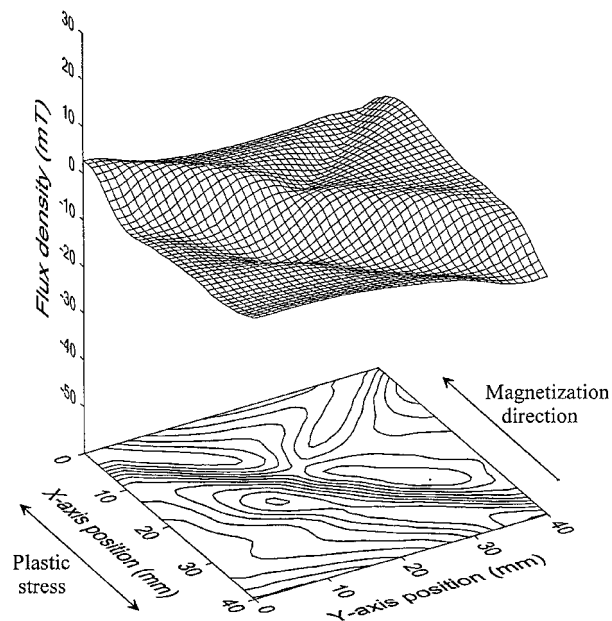 30
20
10
0
-10
-20
-30
-40
-50
Flux density (mT)
0
10
20
30
40
X-axis position (mm)
0
10
20
30
40
Y-axis position (mm)
Magnetization
direction
Plastic
stress